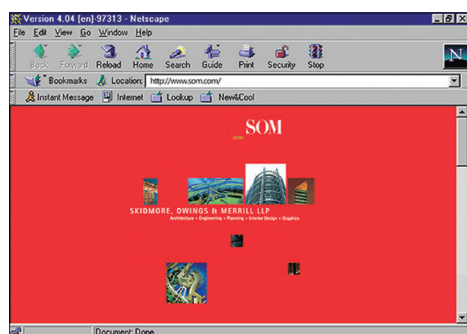 Version 4.04 [en]-97313 - Netscape
File Edit View Go Window Help
Back Forward Reload Home Search Guide Print Security Stop
N
Bookmarks Location: http://www.som.com/
Instant Message Internet Lookup New&Cool
SOM
Enter
SKIDMORE, OWINGS & MERRILL LLP
Architecture • Engineering • Planning • Interior Design • Graphics
Document: Done